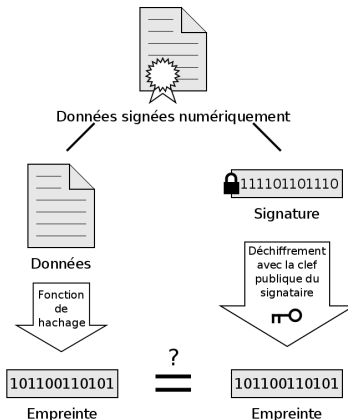 Données signées numériquement
111101101110
Signature
Données
Déchiffrement
avec la clef
publique du
signataire
Fonction
de
hachage
?
=
101100110101
101100110101
Empreinte
Empreinte